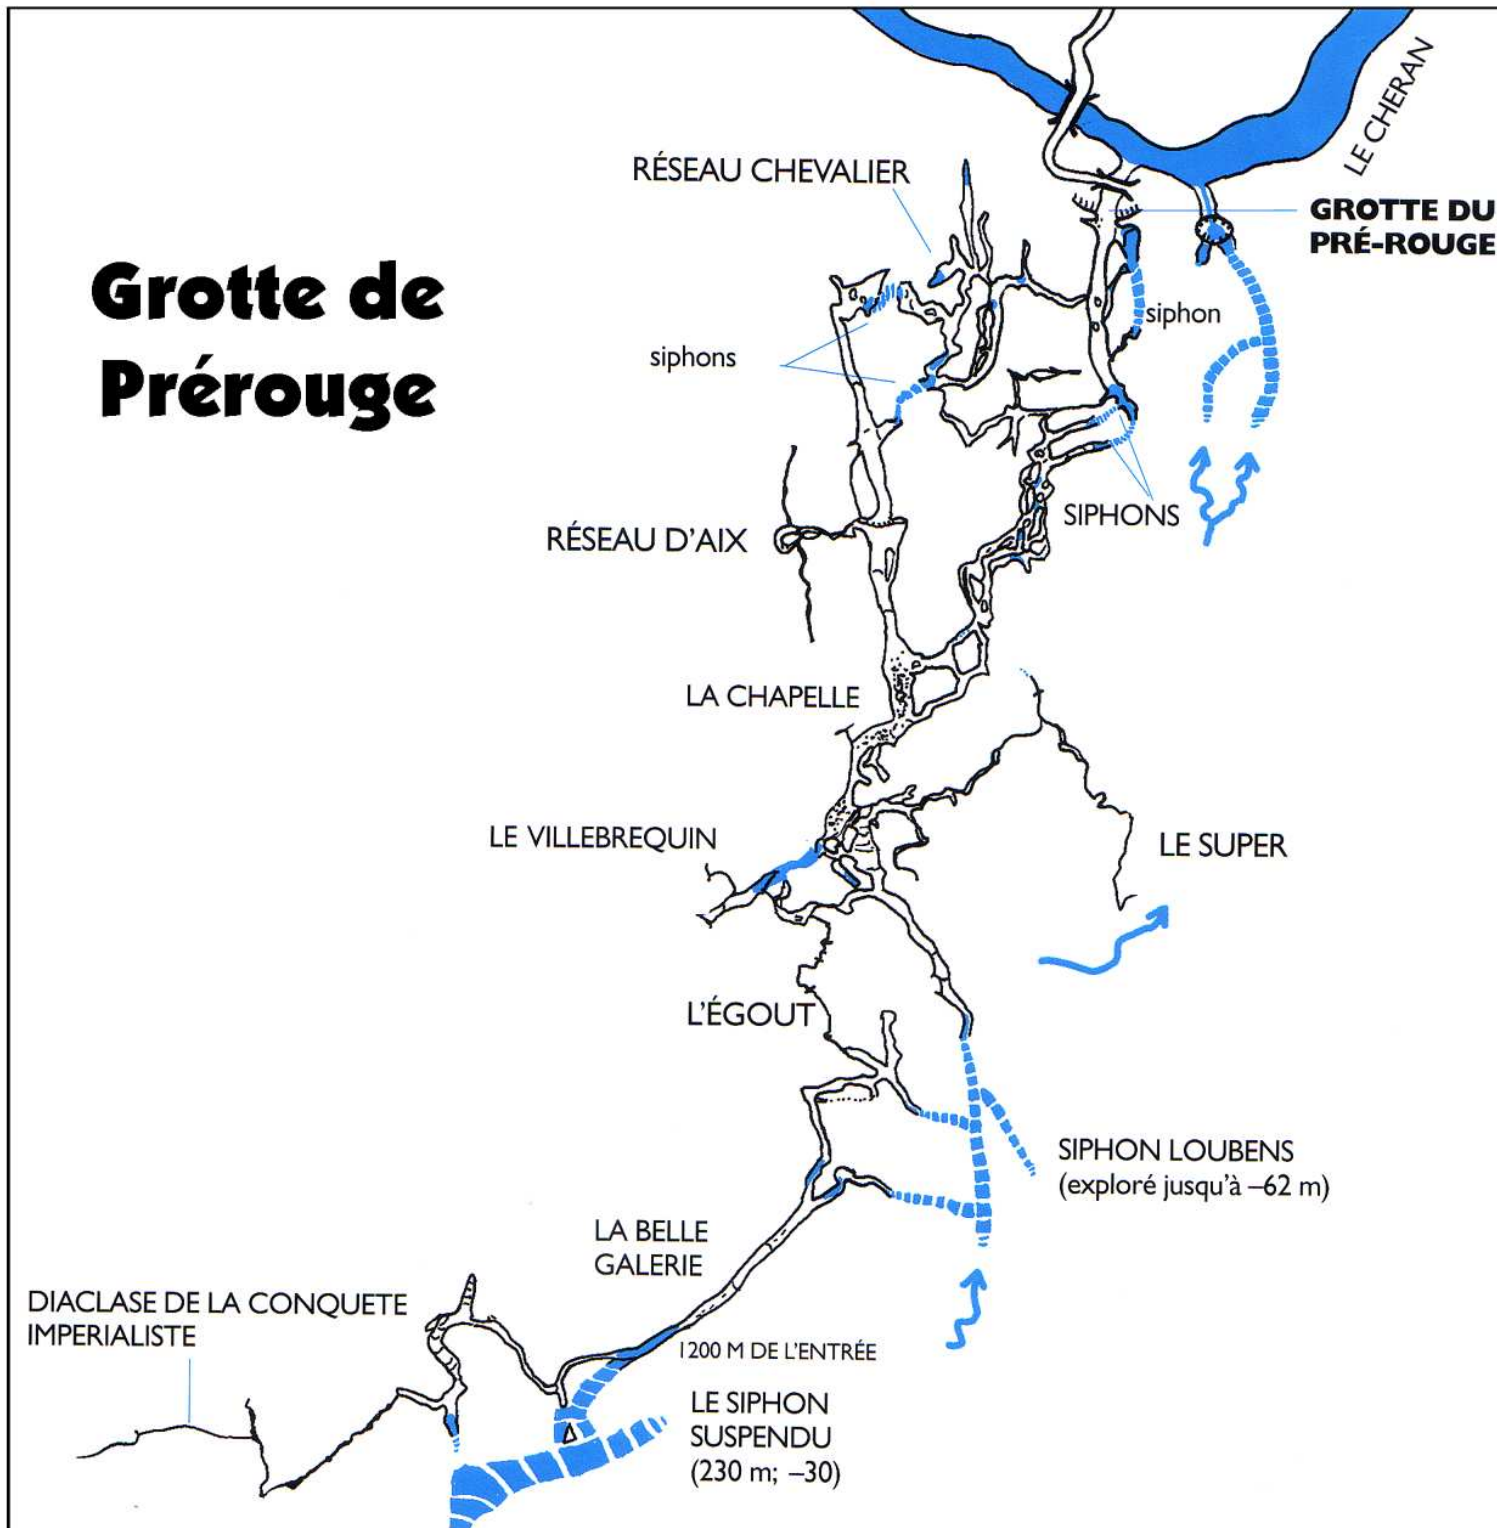 LE CHERAN
RÉSEAU CHEVALIER
GROTTE DU
PRÉ-ROUGE
Grotte de
Prérouge
siphon
siphons
SIPHONS
RÉSEAU D'AIX
LA CHAPELLE
LE VILLEBREQUIN
LE SUPER
L'ÉGOUT
SIPHON LOUBENS
(exploré jusqu'à –62 m)
LA BELLE
GALERIE
DIACLASE DE LA CONQUETE
IMPERIALISTE
1200 M DE L'ENTRÉE
LE SIPHON
SUSPENDU
(230 m; –30)